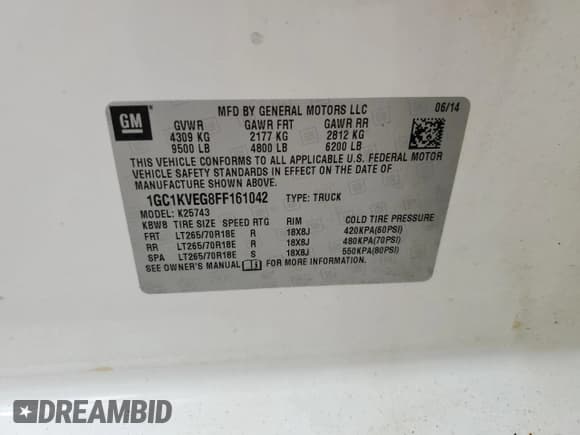 GM
MFD BY GENERAL MOTORS LLC 06/14
GVWR GAWR FRT GAWR RR
4309 KG 2177 KG 2812 KG
9500 LB 4800 LB 6200 LB
THIS VEHICLE CONFORMS TO ALL APPLICABLE U.S. FEDERAL MOTOR
VEHICLE SAFETY STANDARDS IN EFFECT ON THE DATE OF
MANUFACTURE SHOWN ABOVE.
1GC1KVEG8FF161042 TYPE: TRUCK
MODEL: K25743
KBWB TIRE SIZE SPEED RTG RIM COLD TIRE PRESSURE
FRT LT265/70R18E R 18X8J 420KPA(60PSI)
RR LT265/70R18E R 18X8J 480KPA(70PSI)
SPA LT265/70R18E S 18X8J 550KPA(80PSI)
SEE OWNER'S MANUAL FOR MORE INFORMATION.
DREAMBID